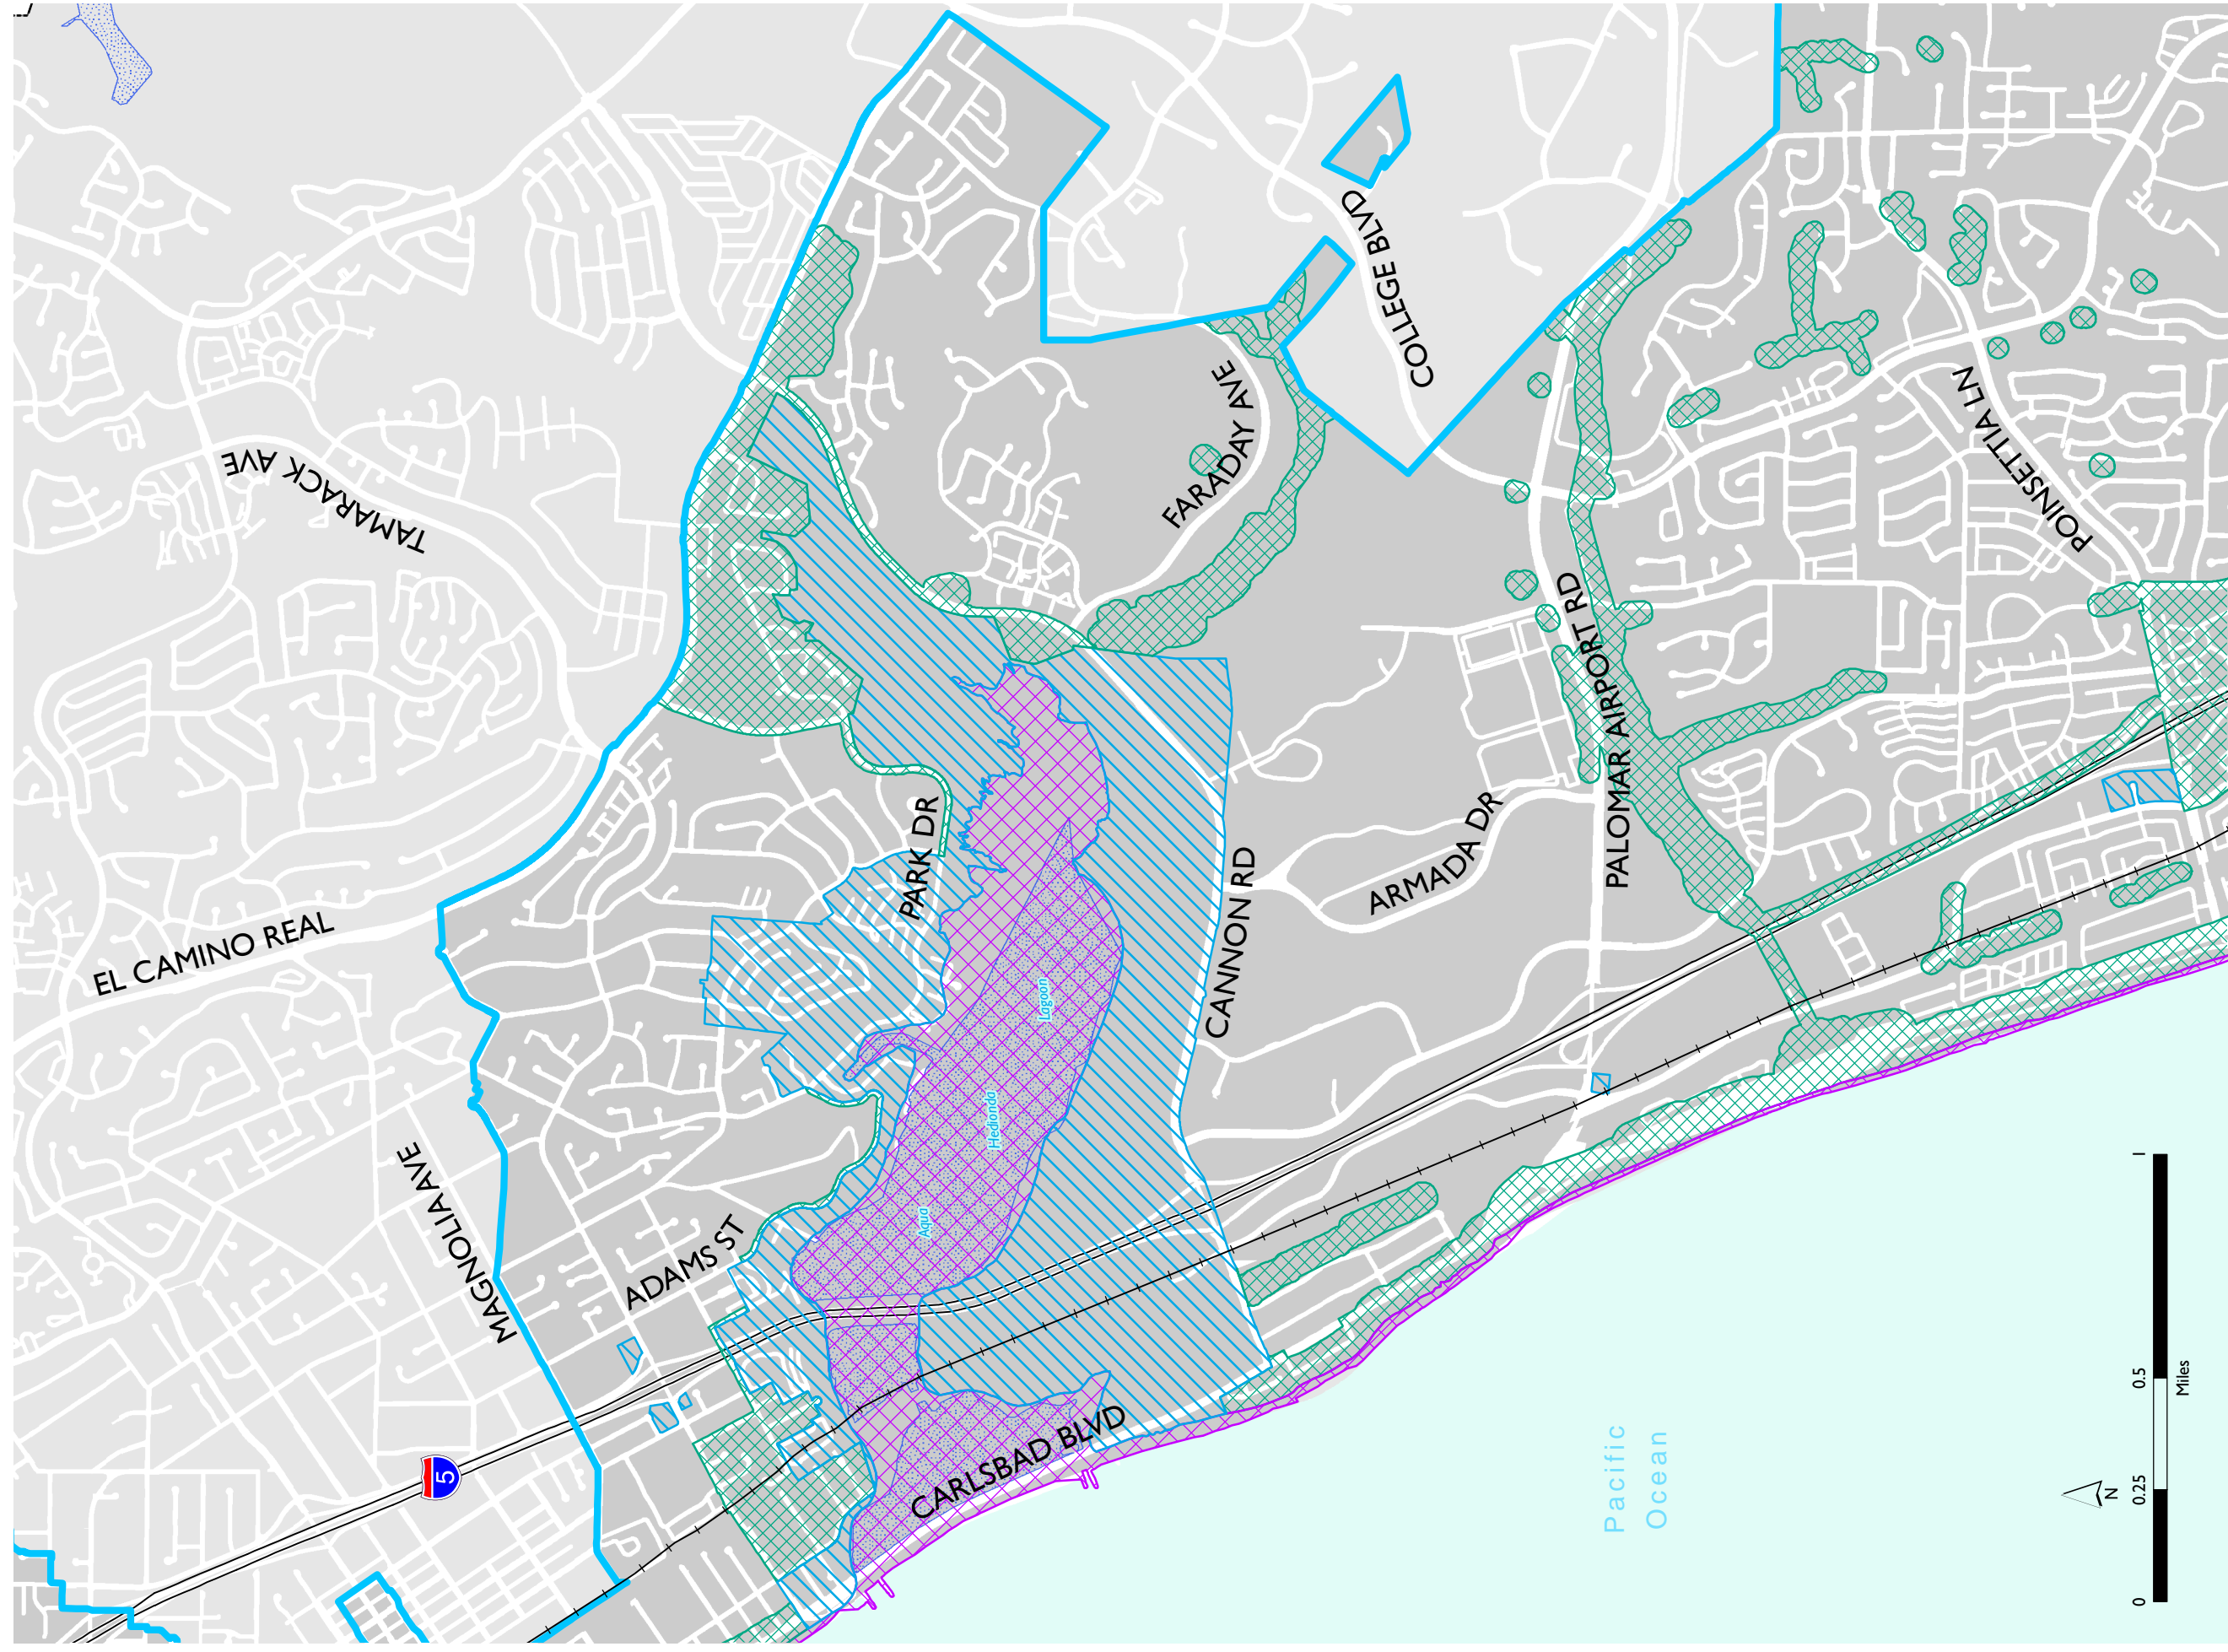 TAMARACK AVE
COLLEGE BLVD
FARADAY AVE
POINSETTIA LN
PALOMAR AIRPORT RD
EL CAMINO REAL
PARK DR
ARMADA DR
CANNON RD
MAGNOLIA AVE
ADAMS ST
Agua
Hedionda
Lagoon
5
CARLSBAD BLVD
Pacific
Ocean
N
0 0.25 0.5 1
Miles